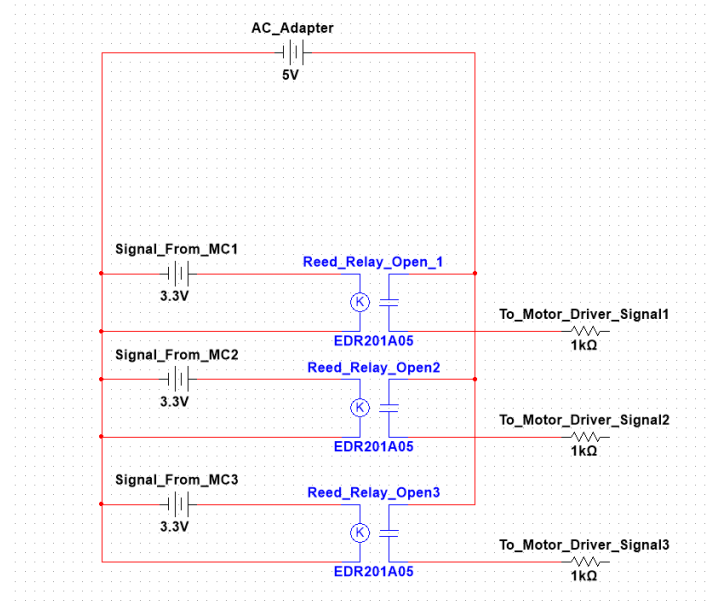 AC_Adapter
5V
Signal_From_MC1
3.3V
Reed_Relay_Open_1
K
EDR201A05
To_Motor_Driver_Signal1
1kΩ
Signal_From_MC2
3.3V
Reed_Relay_Open2
K
EDR201A05
To_Motor_Driver_Signal2
1kΩ
Signal_From_MC3
3.3V
Reed_Relay_Open3
K
EDR201A05
To_Motor_Driver_Signal3
1kΩ